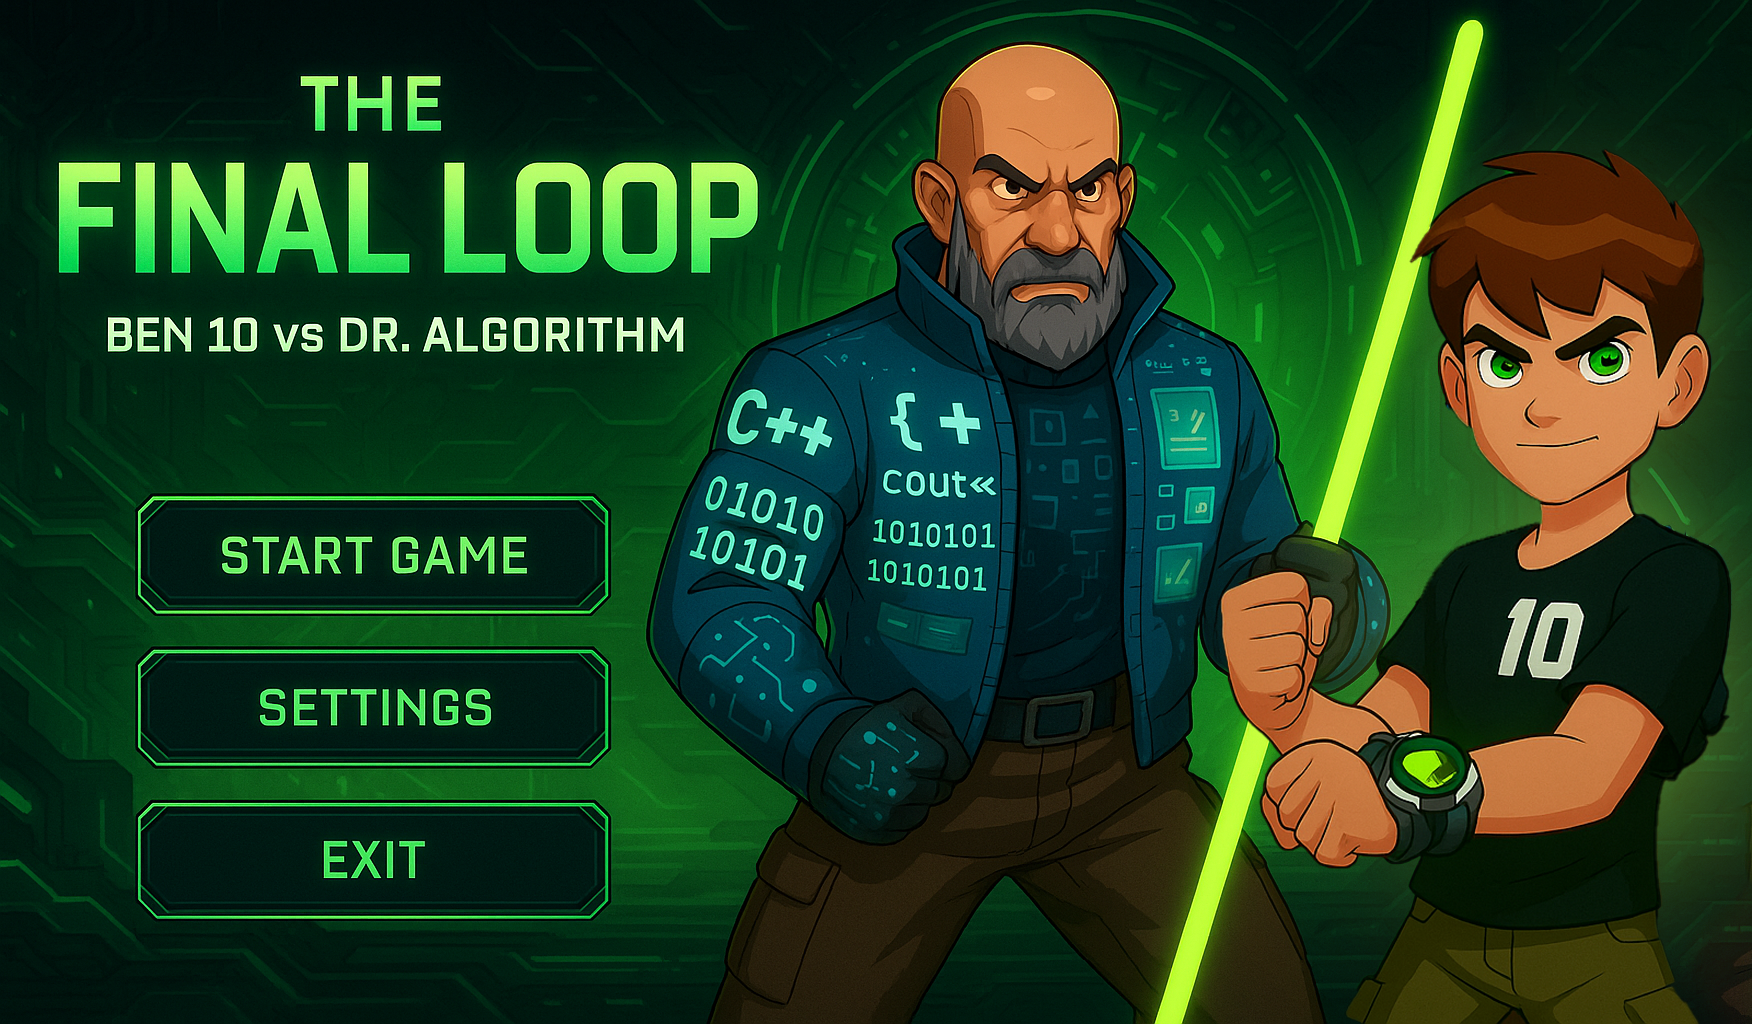 THE
FINAL LOOP
BEN 10 vs DR. ALGORITHM
START GAME
SETTINGS
EXIT
C++
01010
10101
{ +
cout«
1010101
1010101
10